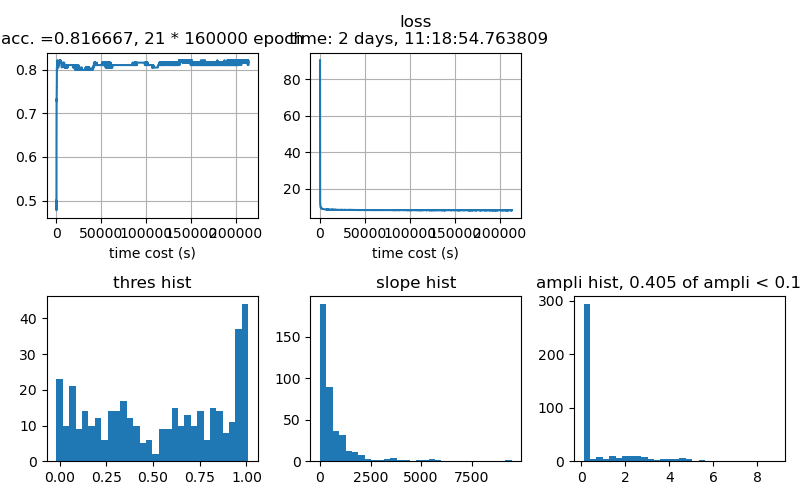 loss
acc. =0.816667, 21 * 160000 epoch
time: 2 days, 11:18:54.763809
0.8
0.7
0.6
0.5
0 50000 100000 150000 200000
time cost (s)
80
60
40
20
0 50000 100000 150000 200000
time cost (s)
thres hist
40
30
20
10
0
0.00 0.25 0.50 0.75 1.00
slope hist
150
100
50
0
0 2500 5000 7500
ampli hist, 0.405 of ampli < 0.1
300
200
100
0
0 2 4 6 8